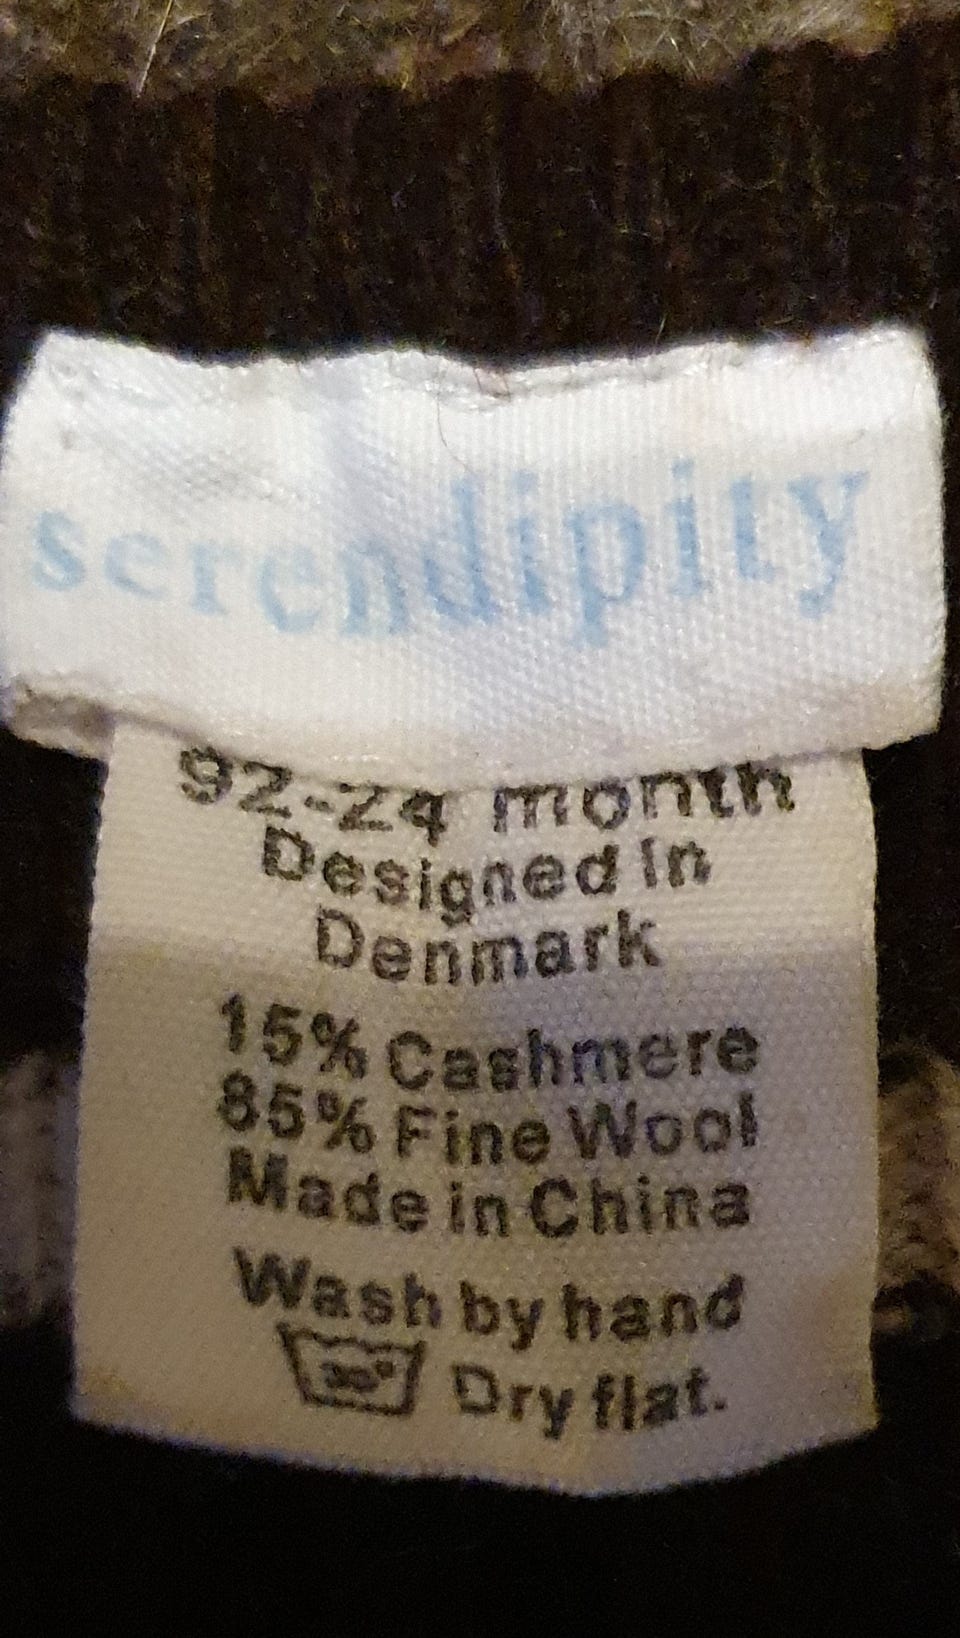 serendipity
92-24 month
Designed in
Denmark
15% Cashmere
85% Fine Wool
Made in China
Wash by hand
30° Dry flat.